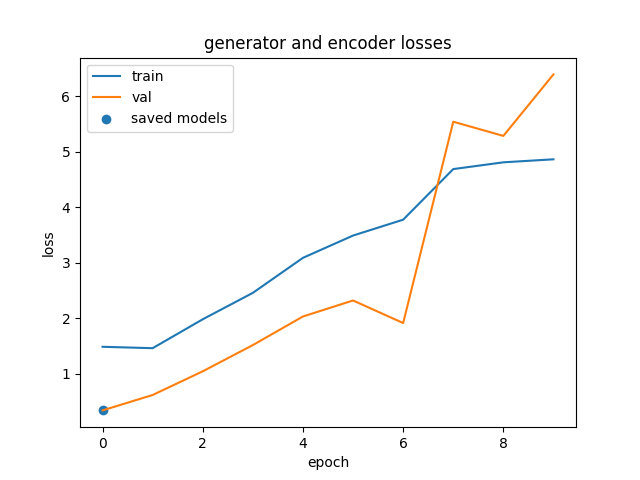 generator and encoder losses
train
val
saved models
6
5
4
3
2
1
loss
0
2
4
6
8
epoch